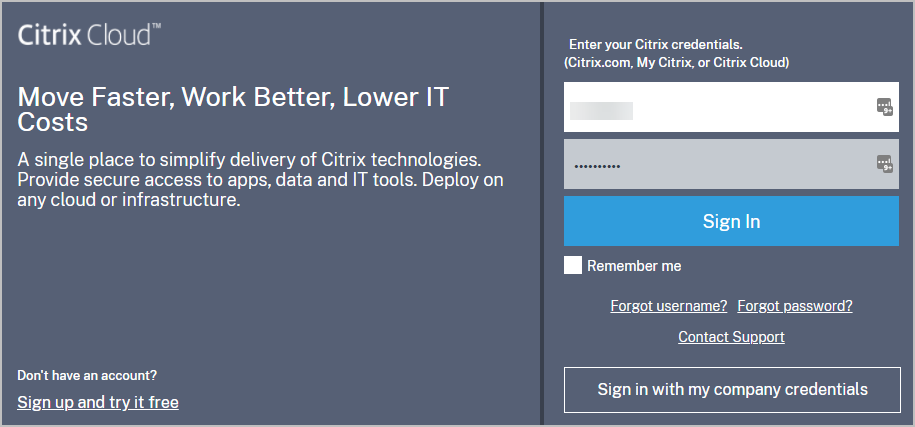 Citrix Cloud™
Move Faster, Work Better, Lower IT
Costs
A single place to simplify delivery of Citrix technologies.
Provide secure access to apps, data and IT tools. Deploy on
any cloud or infrastructure.
Don't have an account?
Sign up and try it free
Enter your Citrix credentials.
(Citrix.com, My Citrix, or Citrix Cloud)
9+
••••••••••
9+
Sign In
Remember me
Forgot username? Forgot password?
Contact Support
Sign in with my company credentials